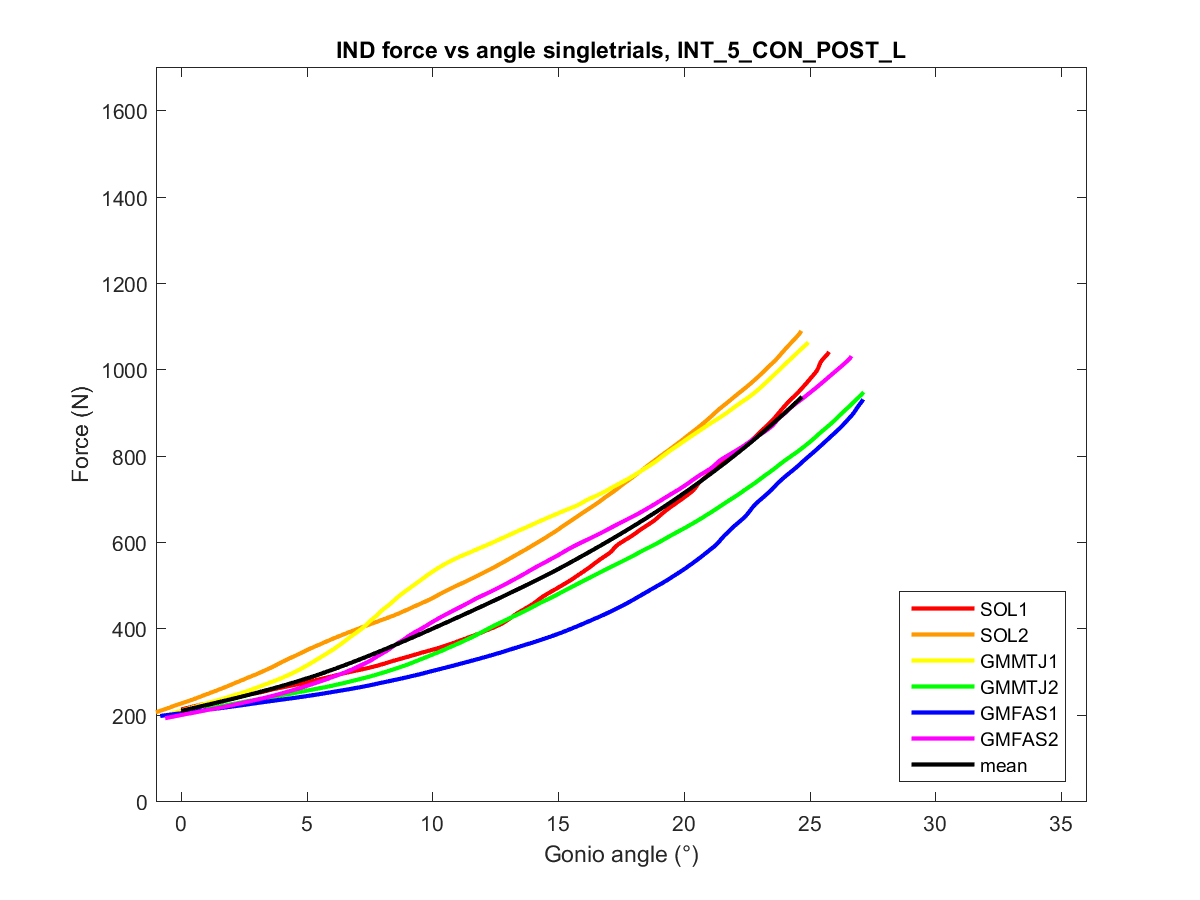 IND force vs angle singletrials, INT_5_CON_POST_L
1600
1400
1200
1000
800
600
400
200
0
Force (N)
0 5 10 15 20 25 30 35
Gonio angle (°)
SOL1
SOL2
GMMTJ1
GMMTJ2
GMFAS1
GMFAS2
mean